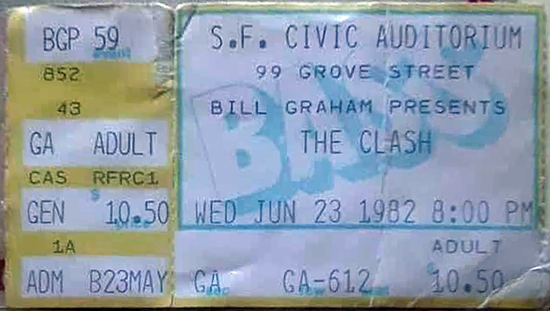 BGP 59
event
852
43
GA ADULT
CAS RFRC1
$
GEN 10.50
price
1A
ADM B23MAY
BASS
S.F. CIVIC AUDITORIUM
99 GROVE STREET
BILL GRAHAM PRESENTS
THE CLASH
WED JUN 23 1982 8:00 PM
ADULT
GA GA-612 $ 10.50